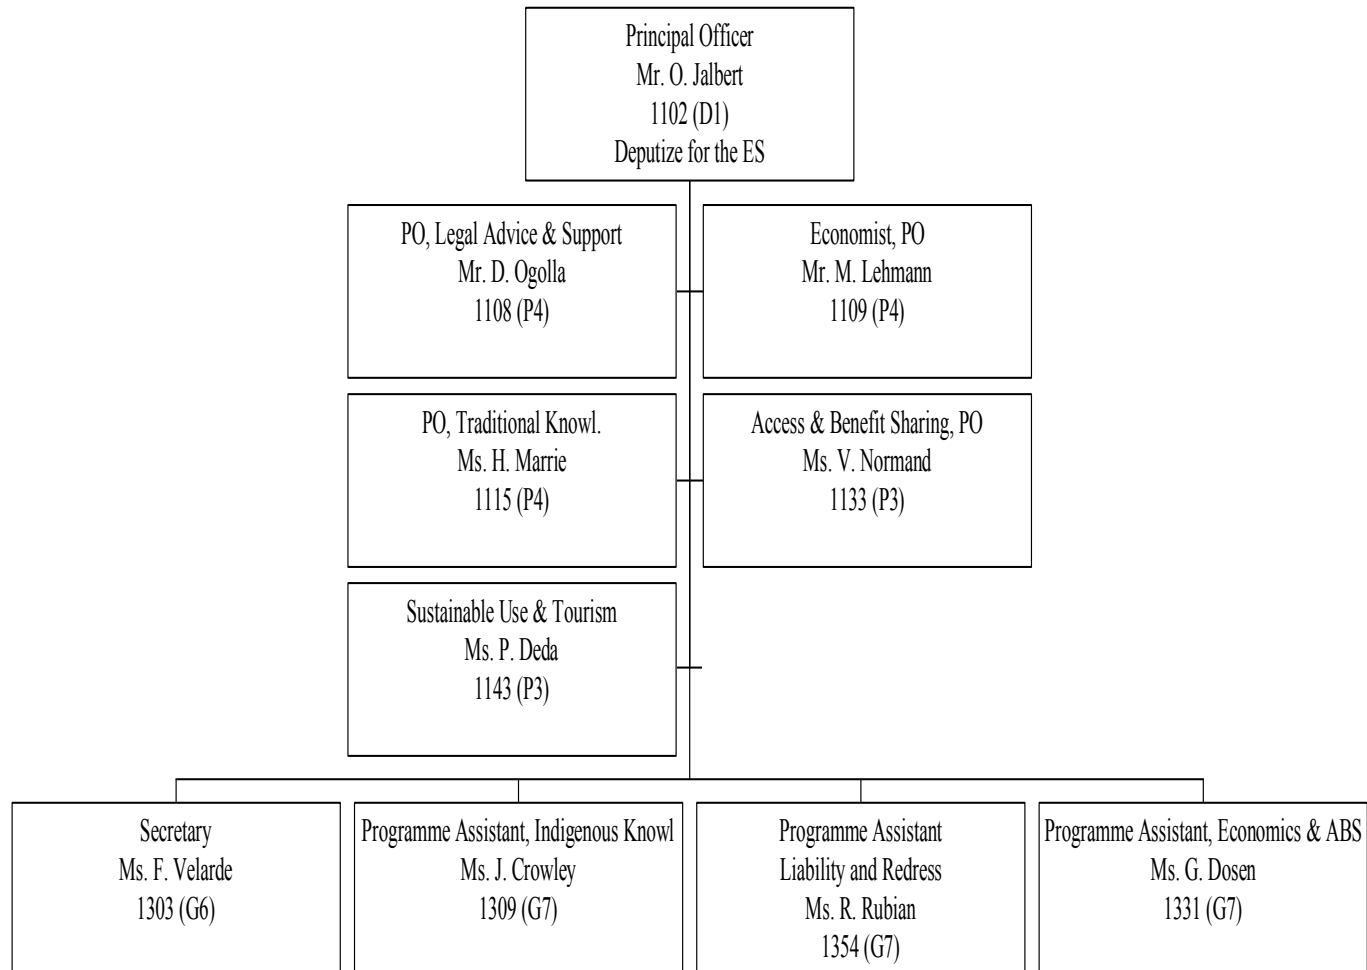 Principal Officer
Mr. O. Jalbert
1102 (D1)
Deputize for the ES
PO, Legal Advice & Support
Mr. D. Ogolla
1108 (P4)
Economist, PO
Mr. M. Lehmann
1109 (P4)
PO, Traditional Knowl.
Ms. H. Marrie
1115 (P4)
Access & Benefit Sharing, PO
Ms. V. Normand
1133 (P3)
Sustainable Use & Tourism
Ms. P. Deda
1143 (P3)
Secretary
Ms. F. Velarde
1303 (G6)
Programme Assistant, Indigenous Knowl
Ms. J. Crowley
1309 (G7)
Programme Assistant
Liability and Redress
Ms. R. Rubian
1354 (G7)
Programme Assistant, Economics & ABS
Ms. G. Dosen
1331 (G7)